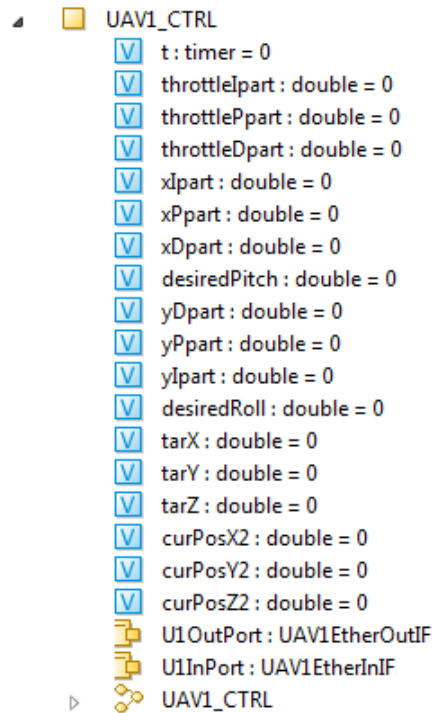 UAV1_CTRL
V t : timer = 0
V throttleIpart : double = 0
V throttlePpart : double = 0
V throttleDpart : double = 0
V xIpart : double = 0
V xPpart : double = 0
V xDpart : double = 0
V desiredPitch : double = 0
V yDpart : double = 0
V yPpart : double = 0
V yIpart : double = 0
V desiredRoll : double = 0
V tarX : double = 0
V tarY : double = 0
V tarZ : double = 0
V curPosX2 : double = 0
V curPosY2 : double = 0
V curPosZ2 : double = 0
U1OutPort : UAV1EtherOutIF
U1InPort : UAV1EtherInIF
UAV1_CTRL